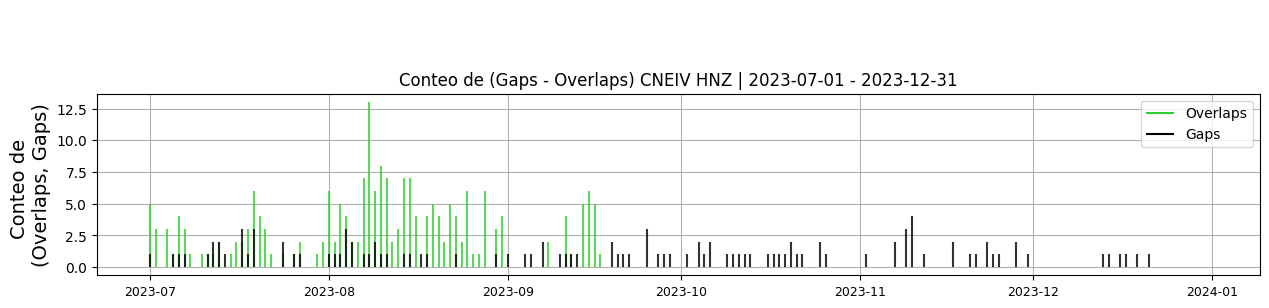 Conteo de (Gaps - Overlaps) CNEIV HNZ | 2023-07-01 - 2023-12-31
Conteo de
(Overlaps, Gaps)
12.5
10.0
7.5
5.0
2.5
0.0
Overlaps
Gaps
2023-07
2023-08
2023-09
2023-10
2023-11
2023-12
2024-01